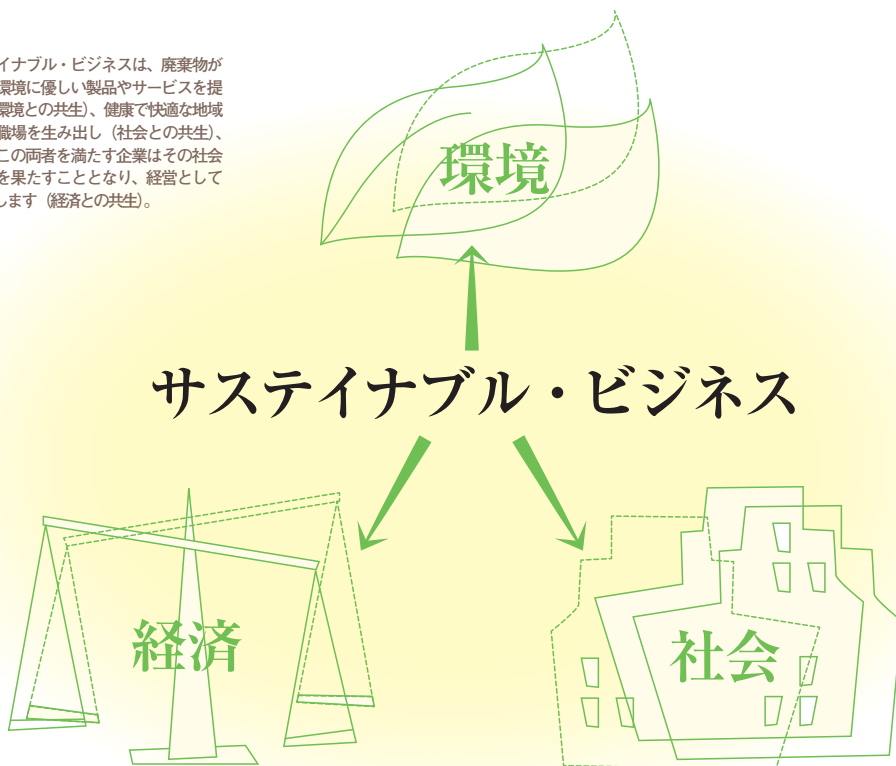 イナブル・ビジネスは、廃棄物が
環境に優しい製品やサービスを提
環境との共生)、健康で快適な地域
職場を生み出し（社会との共生）、
この両者を満たす企業はその社会
を果たすこととなり、経営として
します（経済との共生）。
環境
サステイナブル・ビジネス
経済
社会